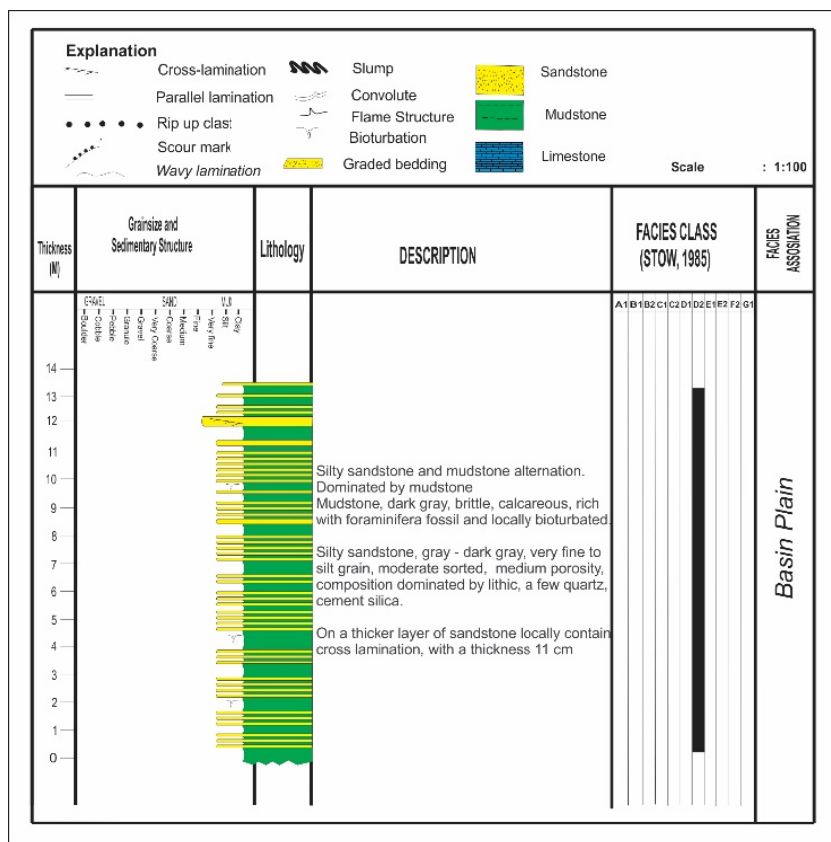 Explanation
Cross-lamination
Parallel lamination
Rip up clast
Scour mark
Wavy lamination
Slump
Convolute
Flame Structure
Bioturbation
Graded bedding
Sandstone
Mudstone
Limestone
Scale : 1:100
Thickness
(M)
Grainsize and
Sedimentary Structure
Lithology
DESCRIPTION
FACIES CLASS
(STOW, 1985)
FACIES
ASSOSIATION
GRAVEL SAND MUD
Boulder
Cobble
Pebble
Granule
Gravel
Very Coerse
Coerse
Medium
Fine
Very fine
Silt
Clay
A1 B1 B2 C1 C2 D1 D2 E1 E2 F2 G1
14
13
12
11
10
9
8
7
6
5
4
3
2
1
0
Silty sandstone and mudstone alternation.
Dominated by mudstone
Mudstone, dark gray, brittle, calcareous, rich
with foraminifera fossil and locally bioturbated.
Silty sandstone, gray - dark gray, very fine to
silt grain, moderate sorted, medium porosity,
composition dominated by lithic, a few quartz,
cement silica.
On a thicker layer of sandstone locally contain
cross lamination, with a thickness 11 cm
Basin Plain